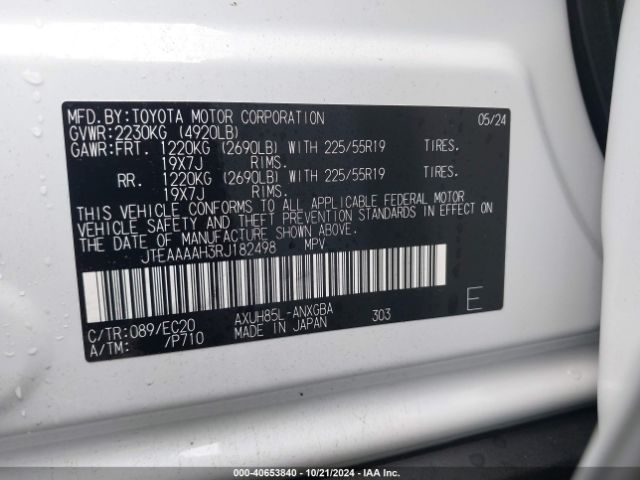 MFD.BY:TOYOTA MOTOR CORPORATION 05/24
GVWR:2230KG (4920LB)
GAWR:FRT. 1220KG (2690LB) WITH 225/55R19 TIRES.
19X7J RIMS.
RR. 1220KG (2690LB) WITH 225/55R19 TIRES.
19X7J RIMS.
THIS VEHICLE CONFORMS TO ALL APPLICABLE FEDERAL MOTOR
VEHICLE SAFETY AND THEFT PREVENTION STANDARDS IN EFFECT ON
THE DATE OF MANUFACTURE SHOWN ABOVE.
JTEAAAAH3RJ182498 MPV
C/TR:089/EC20 AXUH85L-ANXGBA 303 E
A/TM: /P710 MADE IN JAPAN
000-40653840 - 10/21/2024 - IAAI.COM